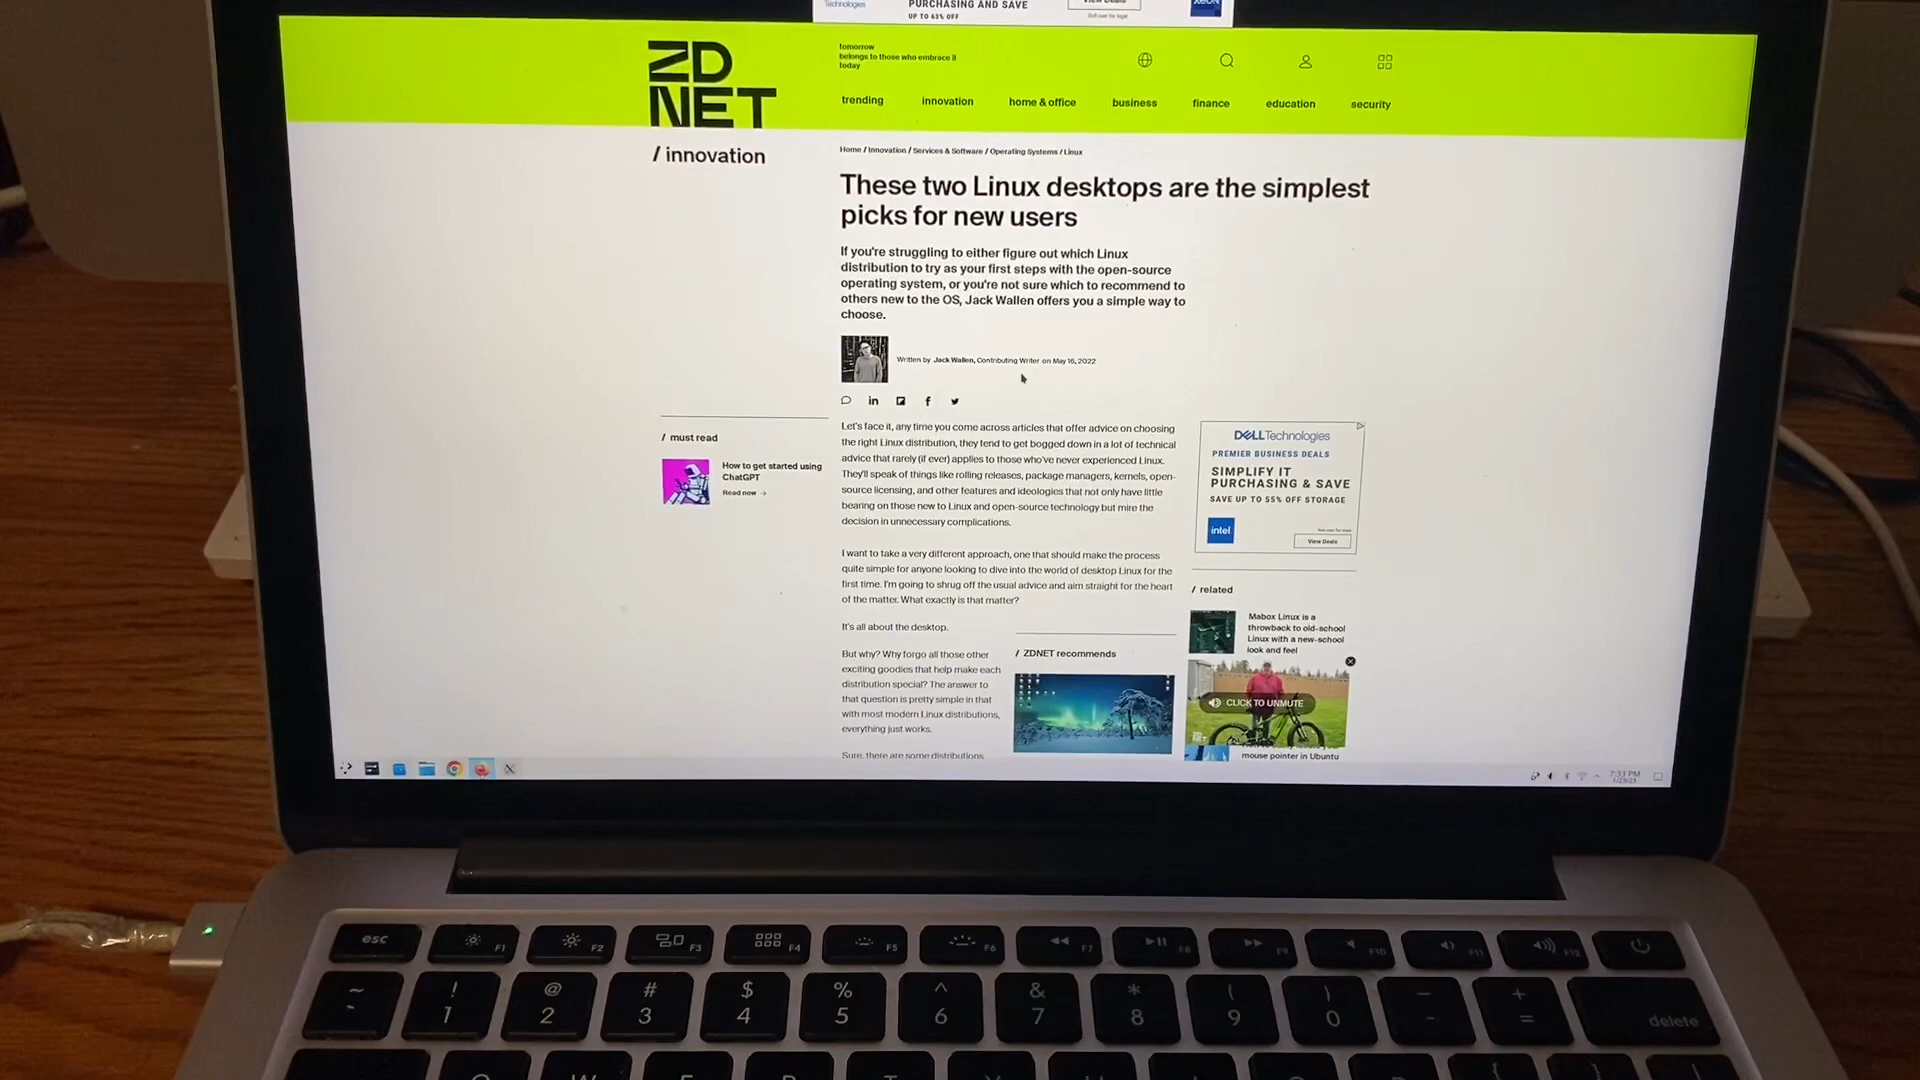 Technologies
PURCHASING AND SAVE
UP TO 63% OFF
View Deals
ZD
NET
tomorrow
belongs to those who embrace it
today
trending
innovation
home & office
business
finance
education
security
/ innovation
Home / Innovation / Services & Software / Operating Systems / Linux
These two Linux desktops are the simplest
picks for new users
If you're struggling to either figure out which Linux
distribution to try as your first steps with the open-source
operating system, or you're not sure which to recommend to
others new to the OS, Jack Wallen offers you a simple way to
choose.
Written by Jack Wallen, Contributing Writer on May 16, 2022
in
f
/ must read
How to get started using
ChatGPT
Read now →
Let's face it, any time you come across articles that offer advice on choosing
the right Linux distribution, they tend to get bogged down in a lot of technical
advice that rarely (if ever) applies to those who've never experienced Linux.
They'll speak of things like rolling releases, package managers, kernels, open-
source licensing, and other features and ideologies that not only have little
bearing on those new to Linux and open-source technology but mire the
decision in unnecessary complications.
I want to take a very different approach, one that should make the process
quite simple for anyone looking to dive into the world of desktop Linux for the
first time. I'm going to shrug off the usual advice and aim straight for the heart
of the matter. What exactly is that matter?
It's all about the desktop.
But why? Why forgo all those other
exciting goodies that help make each
distribution special? The answer to
that question is pretty simple in that
with most modern Linux distributions,
everything just works.
Sure, there are some distributions
/ ZDNET recommends
DELLTechnologies
PREMIER BUSINESS DEALS
SIMPLIFY IT
PURCHASING & SAVE
SAVE UP TO 55% OFF STORAGE
intel
View Deals
/ related
Mabox Linux is a
throwback to old-school
Linux with a new-school
look and feel
CLICK TO UNMUTE
ZD
NET
mouse pointer in Ubuntu
7:33 PM
1/23/23
esc
F1
F2
F3
F4
F5
F6
F7
F8
F9
F10
F11
F12
~ `
! 1
@ 2
# 3
$ 4
% 5
^ 6
& 7
* 8
( 9
) 0
_ -
+ =
delete